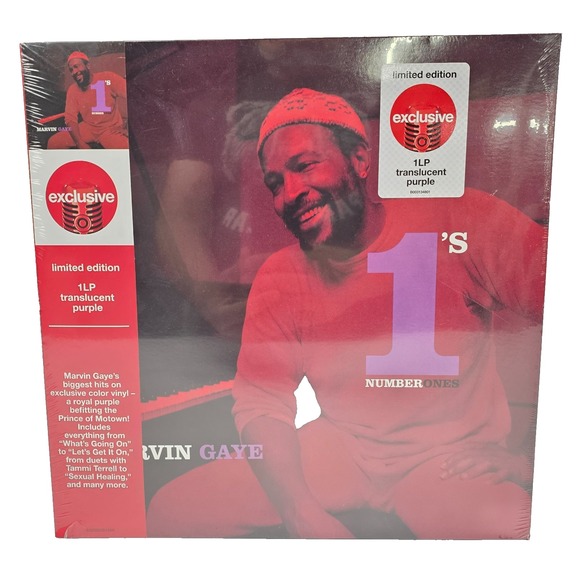 1'S
NUMBER
MARVIN GAYE
exclusive
limited edition
1LP
translucent
purple
Marvin Gaye's
biggest hits on
exclusive color vinyl –
a royal purple
befitting the
Prince of Motown!
Includes
everything from
“What's Going On”
to “Let's Get It On,”
from duets with
Tammi Terrell to
“Sexual Healing,”
and many more.
limited edition
exclusive
1LP
translucent
purple
1'S
NUMBERONES
RVIN GAYE